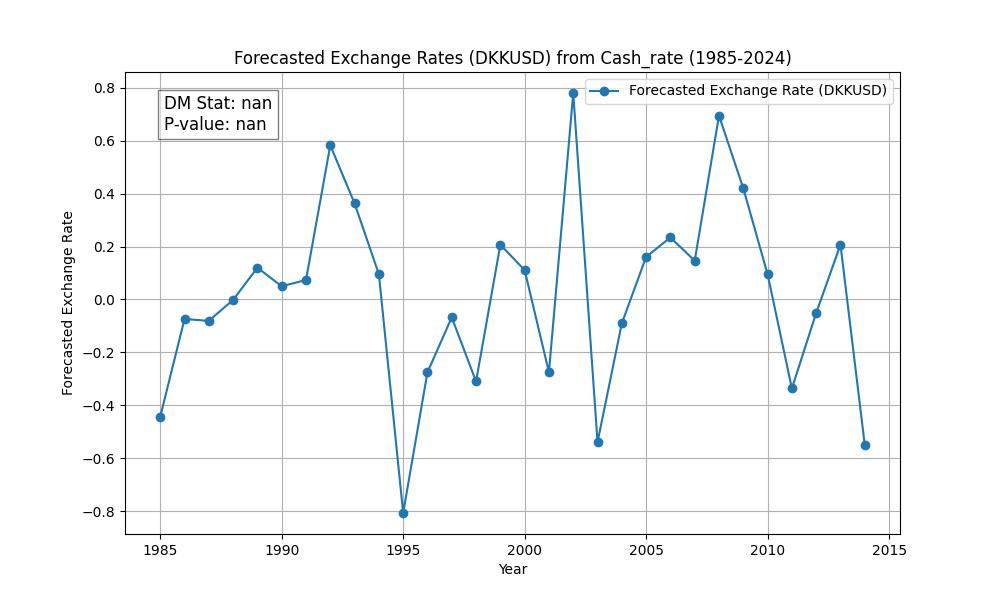 Forecasted Exchange Rates (DKKUSD) from Cash_rate (1985-2024)
DM Stat: nan
P-value: nan
Forecasted Exchange Rate (DKKUSD)
Forecasted Exchange Rate
0.8
0.6
0.4
0.2
0.0
−0.2
−0.4
−0.6
−0.8
1985 1990 1995 2000 2005 2010 2015
Year